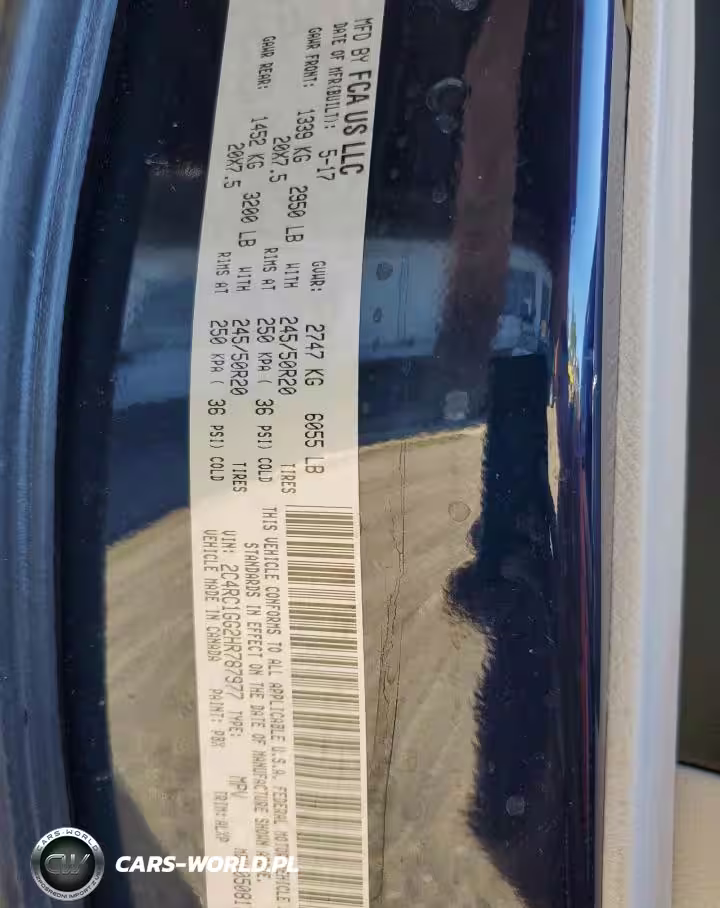 MFD BY FCA US LLC
DATE OF MFR(BUILT): 5-17 GVWR: 2747 KG 6055 LB
GAWR FRONT: 1339 KG 2950 LB WITH 245/50R20 TIRES
20X7.5 RIMS AT 250 KPA ( 36 PSI) COLD
GAWR REAR: 1452 KG 3200 LB WITH 245/50R20 TIRES
20X7.5 RIMS AT 250 KPA ( 36 PSI) COLD
THIS VEHICLE CONFORMS TO ALL APPLICABLE U.S.A. FEDERAL MOTOR VEHICLE
STANDARDS IN EFFECT ON THE DATE OF MANUFACTURE SHOWN
VIN: 2C4RC1GG2HR787977 TYPE: MPV
VEHICLE MADE IN CANADA PAINT: PBX TRIM:
CARS-WORLD
CW
CARS-WORLD.PL